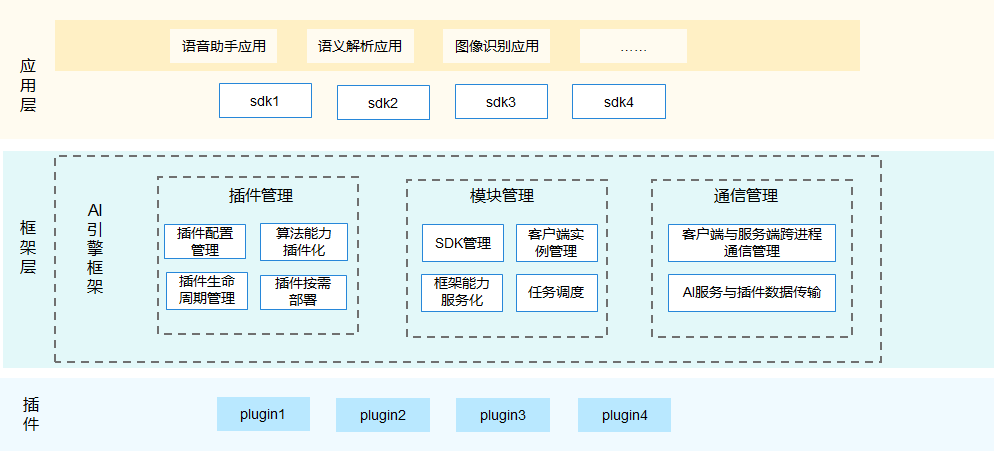 应用层
语音助手应用
语义解析应用
图像识别应用
……
sdk1
sdk2
sdk3
sdk4
框架层
AI引擎框架
插件管理
插件配置
管理
算法能力
插件化
插件生命
周期管理
插件按需
部署
模块管理
SDK管理
客户端实
例管理
框架能力
服务化
任务调度
通信管理
客户端与服务端跨进程
通信管理
AI服务与插件数据传输
插件
plugin1
plugin2
plugin3
plugin4